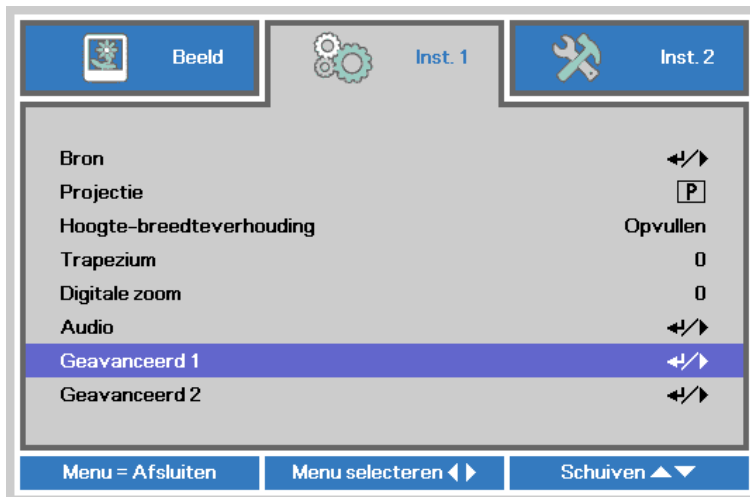 Beeld Inst. 1 Inst. 2
Bron
Projectie P
Hoogte-breedteverhouding Opvullen
Trapezium 0
Digitale zoom 0
Audio
Geavanceerd 1
Geavanceerd 2
Menu = Afsluiten Menu selecteren Schuiven